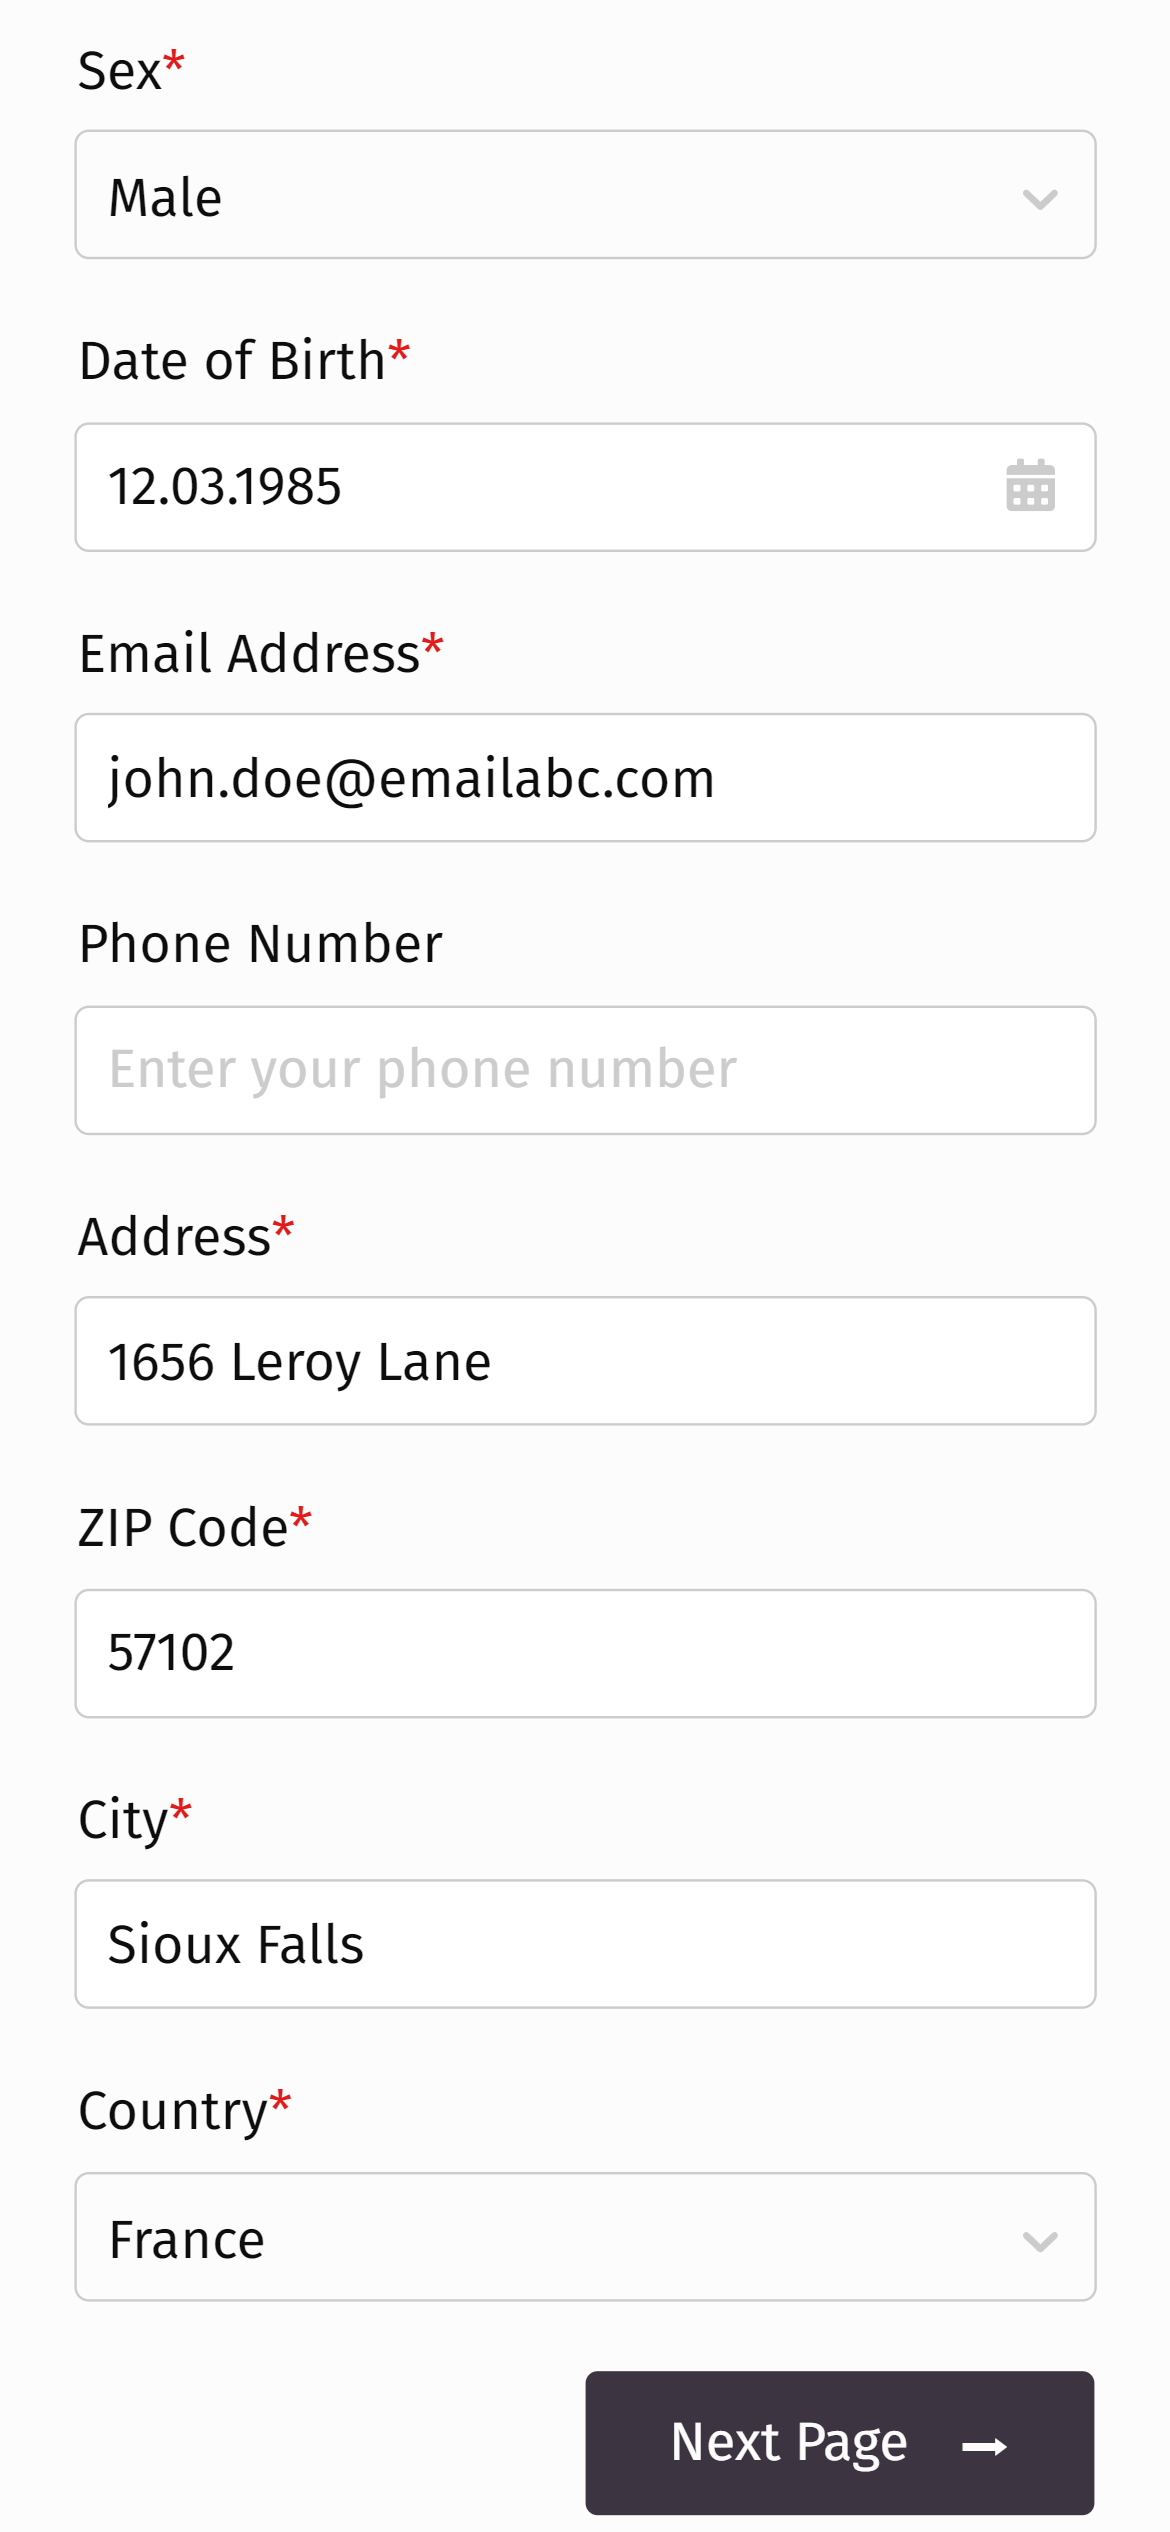 Sex*
Male
Date of Birth*
12.03.1985
Email Address*
john.doe@emailabc.com
Phone Number
Enter your phone number
Address*
1656 Leroy Lane
ZIP Code*
57102
City*
Sioux Falls
Country*
France
Next Page